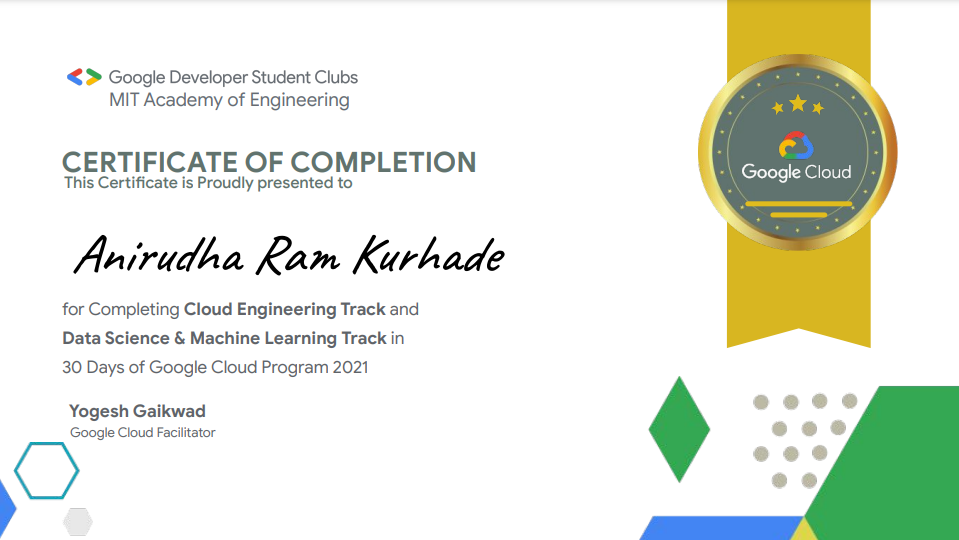 Google Developer Student Clubs
MIT Academy of Engineering
CERTIFICATE OF COMPLETION
This Certificate is Proudly presented to
Anirudha Ram Kurhade
for Completing Cloud Engineering Track and
Data Science & Machine Learning Track in
30 Days of Google Cloud Program 2021
Yogesh Gaikwad
Google Cloud Facilitator
Google Cloud